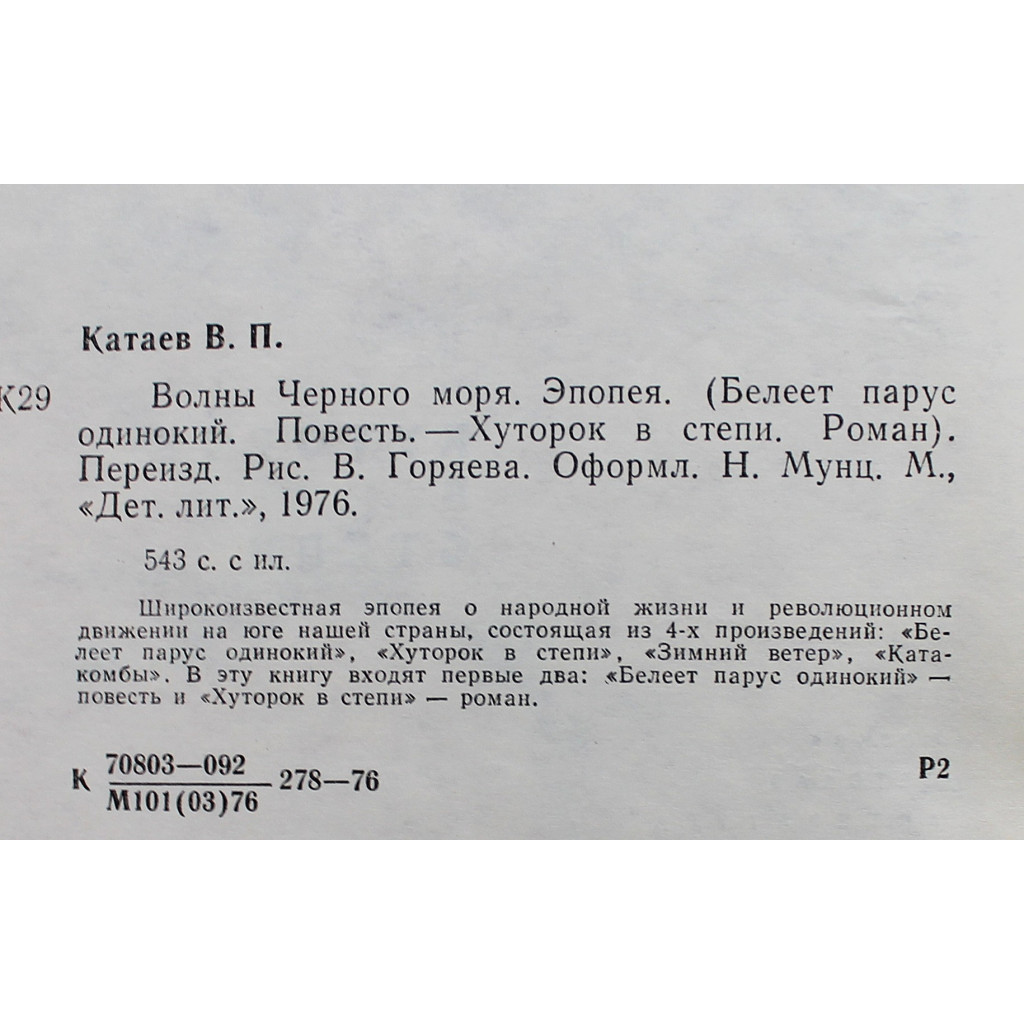 Катаев В. П.
К29 Волны Черного моря. Эпопея. (Белеет парус
одинокий. Повесть. — Хуторок в степи. Роман).
Переизд. Рис. В. Горяева. Оформл. Н. Мунц. М.,
«Дет. лит.», 1976.
543 с. с ил.
Широкоизвестная эпопея о народной жизни и революционном
движении на юге нашей страны, состоящая из 4-х произведений: «Бе-
леет парус одинокий», «Хуторок в степи», «Зимний ветер», «Ката-
комбы». В эту книгу входят первые два: «Белеет парус одинокий» —
повесть и «Хуторок в степи» — роман.
К 70803—092 278—76 Р2
М101(03)76